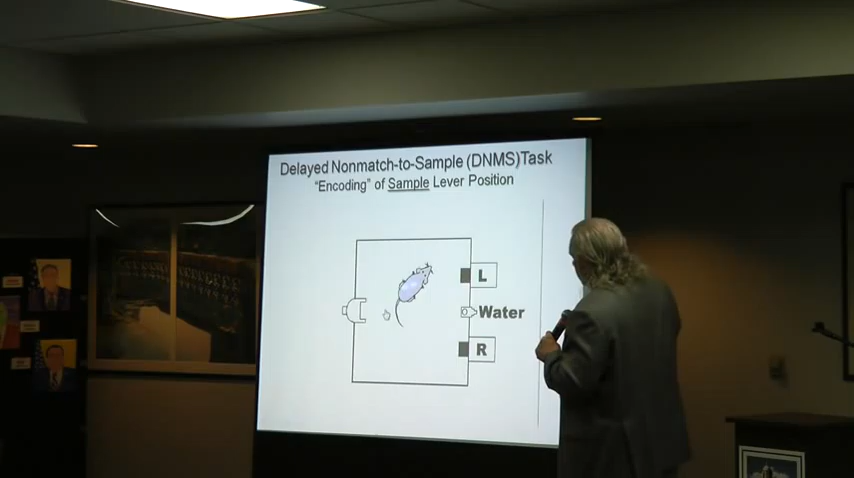 Delayed Nonmatch-to-Sample (DNMS)Task
"Encoding" of Sample Lever Position
L
Water
R